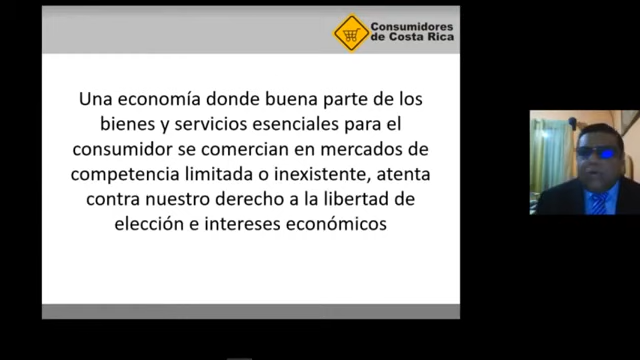 Consumidores
de Costa Rica
Una economía donde buena parte de los
bienes y servicios esenciales para el
consumidor se comercian en mercados de
competencia limitada o inexistente, atenta
contra nuestro derecho a la libertad de
elección e intereses económicos